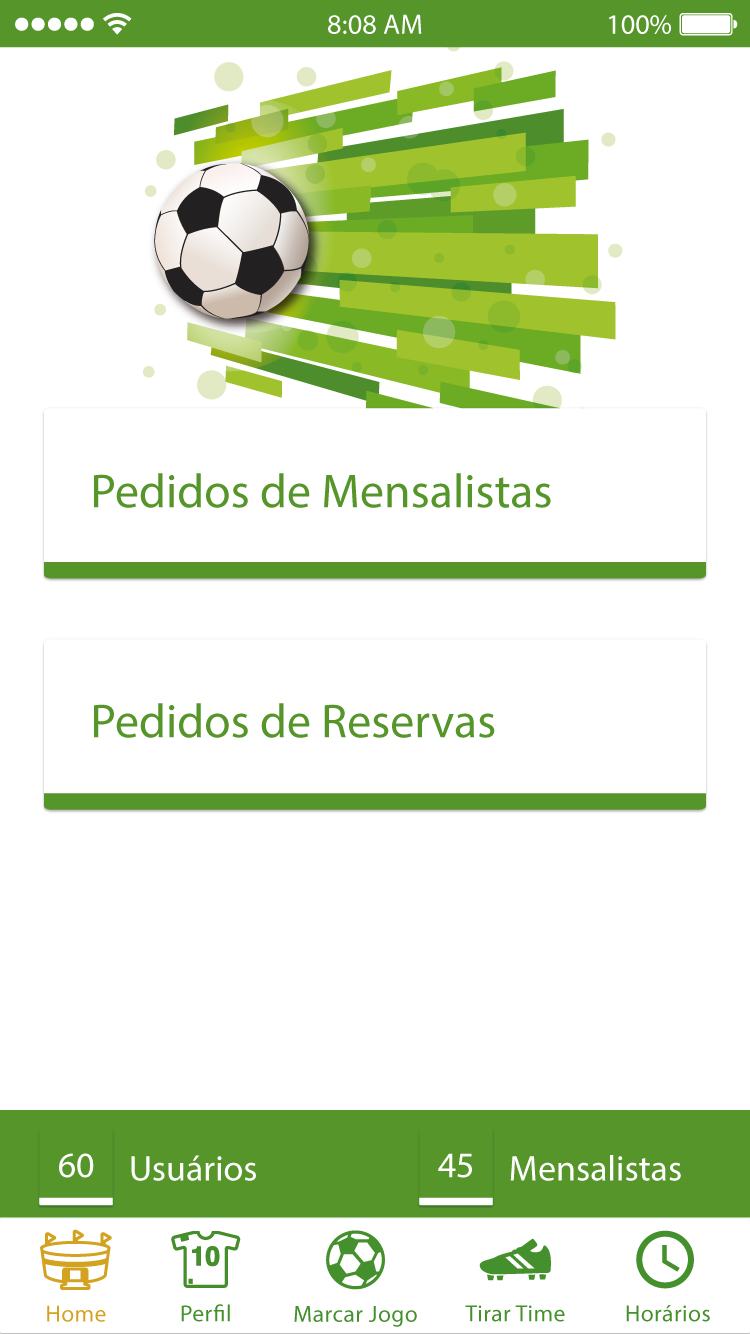 8:08 AM 100%
Pedidos de Mensalistas
Pedidos de Reservas
60 Usuários 45 Mensalistas
10
Home Perfil Marcar Jogo Tirar Time Horários